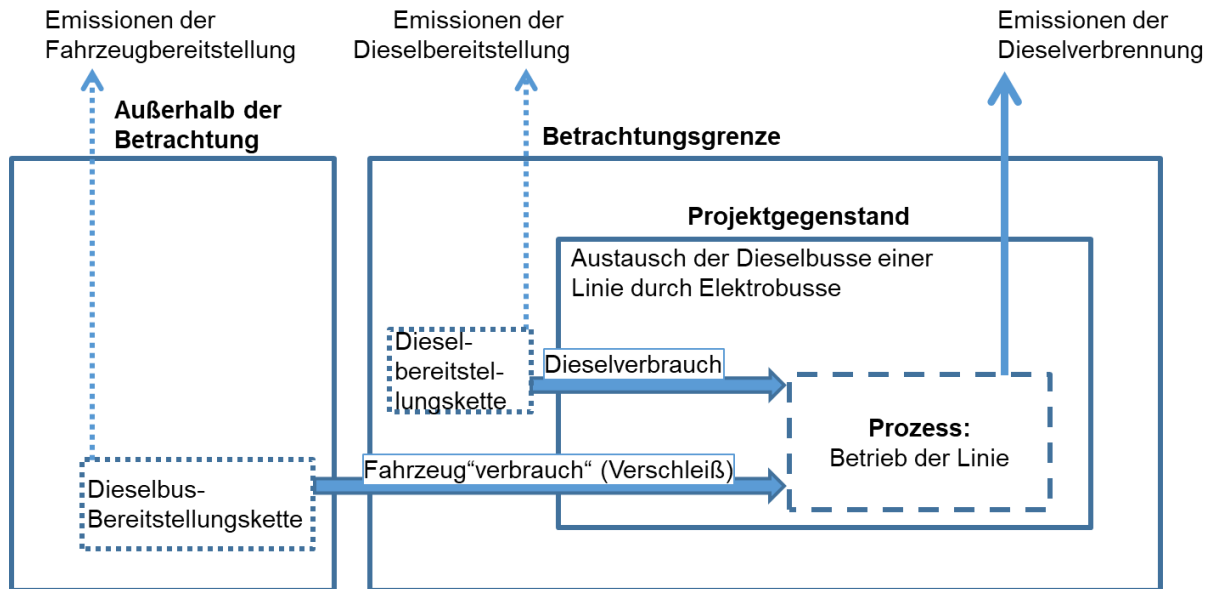 Emissionen der
Fahrzeugbereitstellung
Emissionen der
Dieselbereitstellung
Emissionen der
Dieselverbrennung
Außerhalb der
Betrachtung
Betrachtungsgrenze
Projektgegenstand
Austausch der Dieselbusse einer
Linie durch Elektrobusse
Diesel-
bereitstel-
lungskette
Dieselverbrauch
Prozess:
Betrieb der Linie
Fahrzeug“verbrauch“ (Verschleiß)
Dieselbus-
Bereitstellungskette